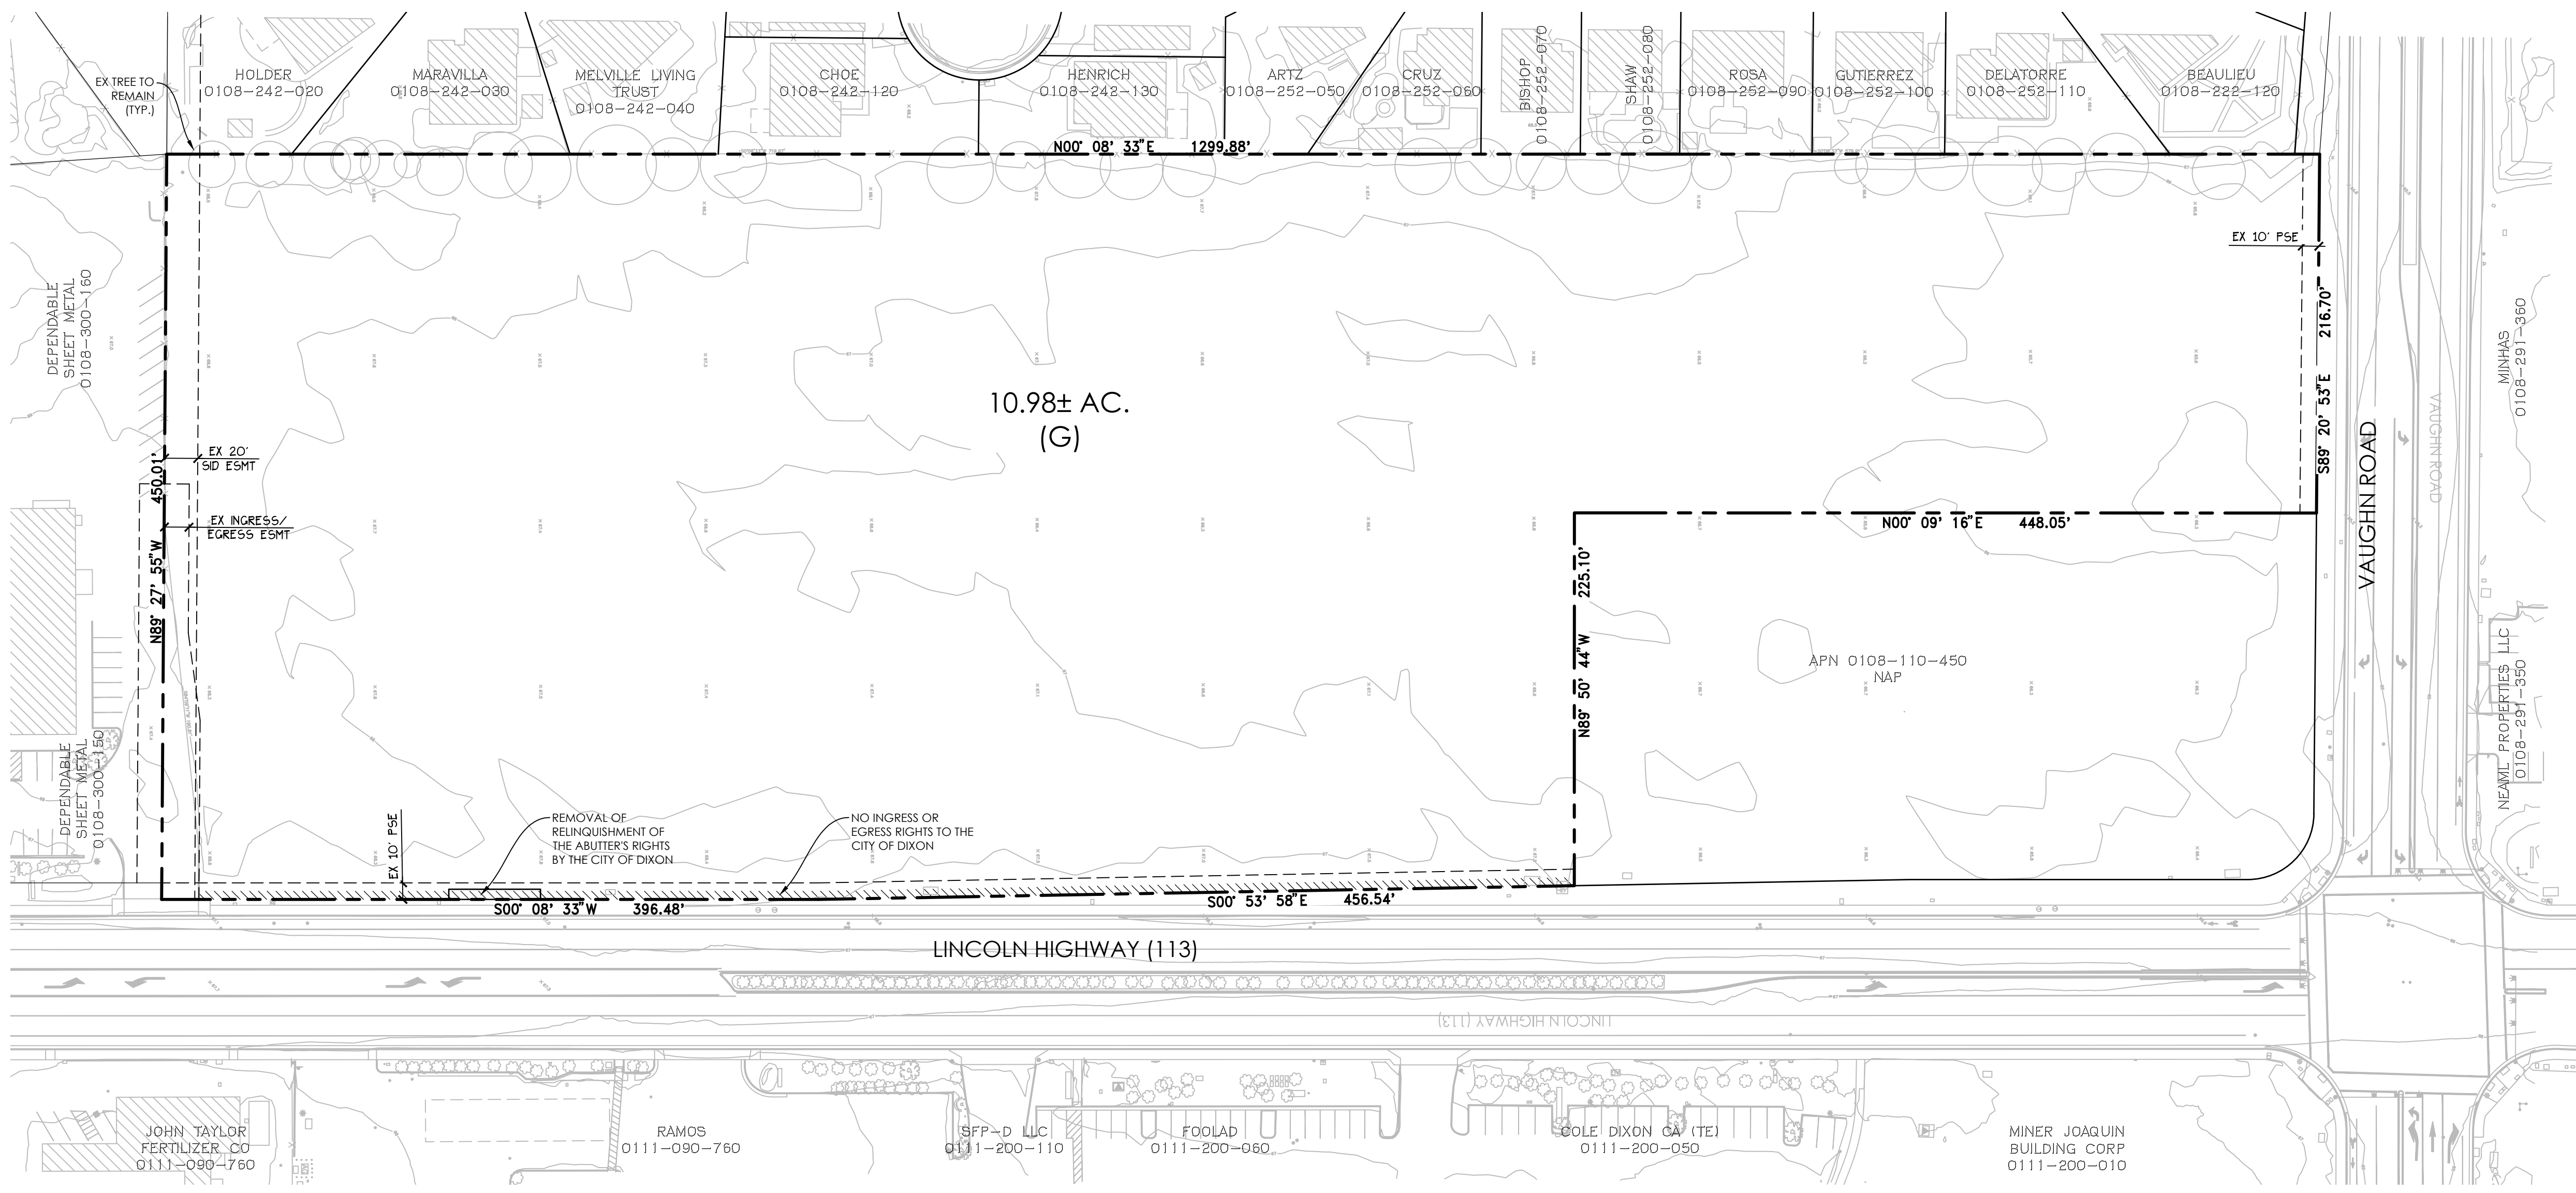 EX TREE TO
REMAIN
(TYP.)
HOLDER
0108-242-020
MARAVILLA
0108-242-030
MELVILLE LIVING
TRUST
0108-242-040
CHOE
0108-242-120
HENRICH
0108-242-130
ARTZ
0108-252-050
CRUZ
0108-252-060
BISHOP
0108-252-070
SHAW
0108-252-080
ROSA
0108-252-090
GUTIERREZ
0108-252-100
DELATORRE
0108-252-110
BEAULIEU
0108-222-120
N00° 08' 33"E 1299.88'
EX 10' PSE
S89° 20' 53"E 216.70'
DEPENDABLE
SHEET METAL
0108-300-160
10.98± AC.
(G)
MINHAS
0108-291-360
EX 20'
SID ESMT
N89° 27' 55"W 450.01'
EX INGRESS/
EGRESS ESMT
N00° 09' 16"E 448.05'
N89° 50' 44"W 225.10'
VAUGHN ROAD
VAUGHN ROAD
APN 0108-110-450
NAP
DEPENDABLE
SHEET METAL
0108-300-150
NEAML PROPERTIES LLC
0108-291-350
EX 10' PSE
REMOVAL OF
RELINQUISHMENT OF
THE ABUTTER'S RIGHTS
BY THE CITY OF DIXON
NO INGRESS OR
EGRESS RIGHTS TO THE
CITY OF DIXON
S00° 08' 33"W 396.48'
S00° 53' 58"E 456.54'
LINCOLN HIGHWAY (113)
LINCOLN HIGHWAY (113)
JOHN TAYLOR
FERTILIZER CO
0111-090-760
RAMOS
0111-090-760
SFP-D LLC
0111-200-110
FOOLAD
0111-200-060
COLE DIXON CA (TE)
0111-200-050
MINER JOAQUIN
BUILDING CORP
0111-200-010